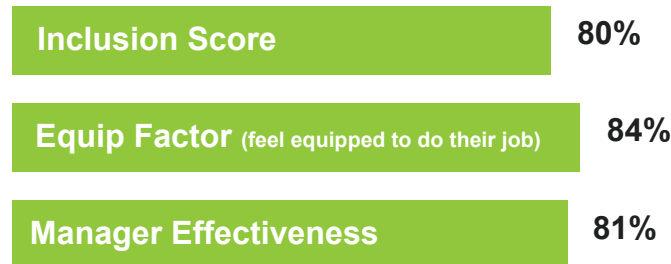 Inclusion Score 80%
Equip Factor (feel equipped to do their job) 84%
Manager Effectiveness 81%